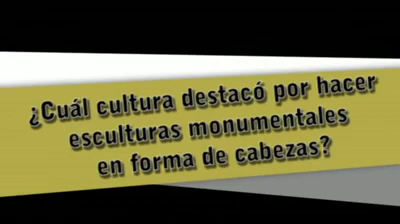 ¿Cuál cultura destacó por hacer
esculturas monumentales
en forma de cabezas?